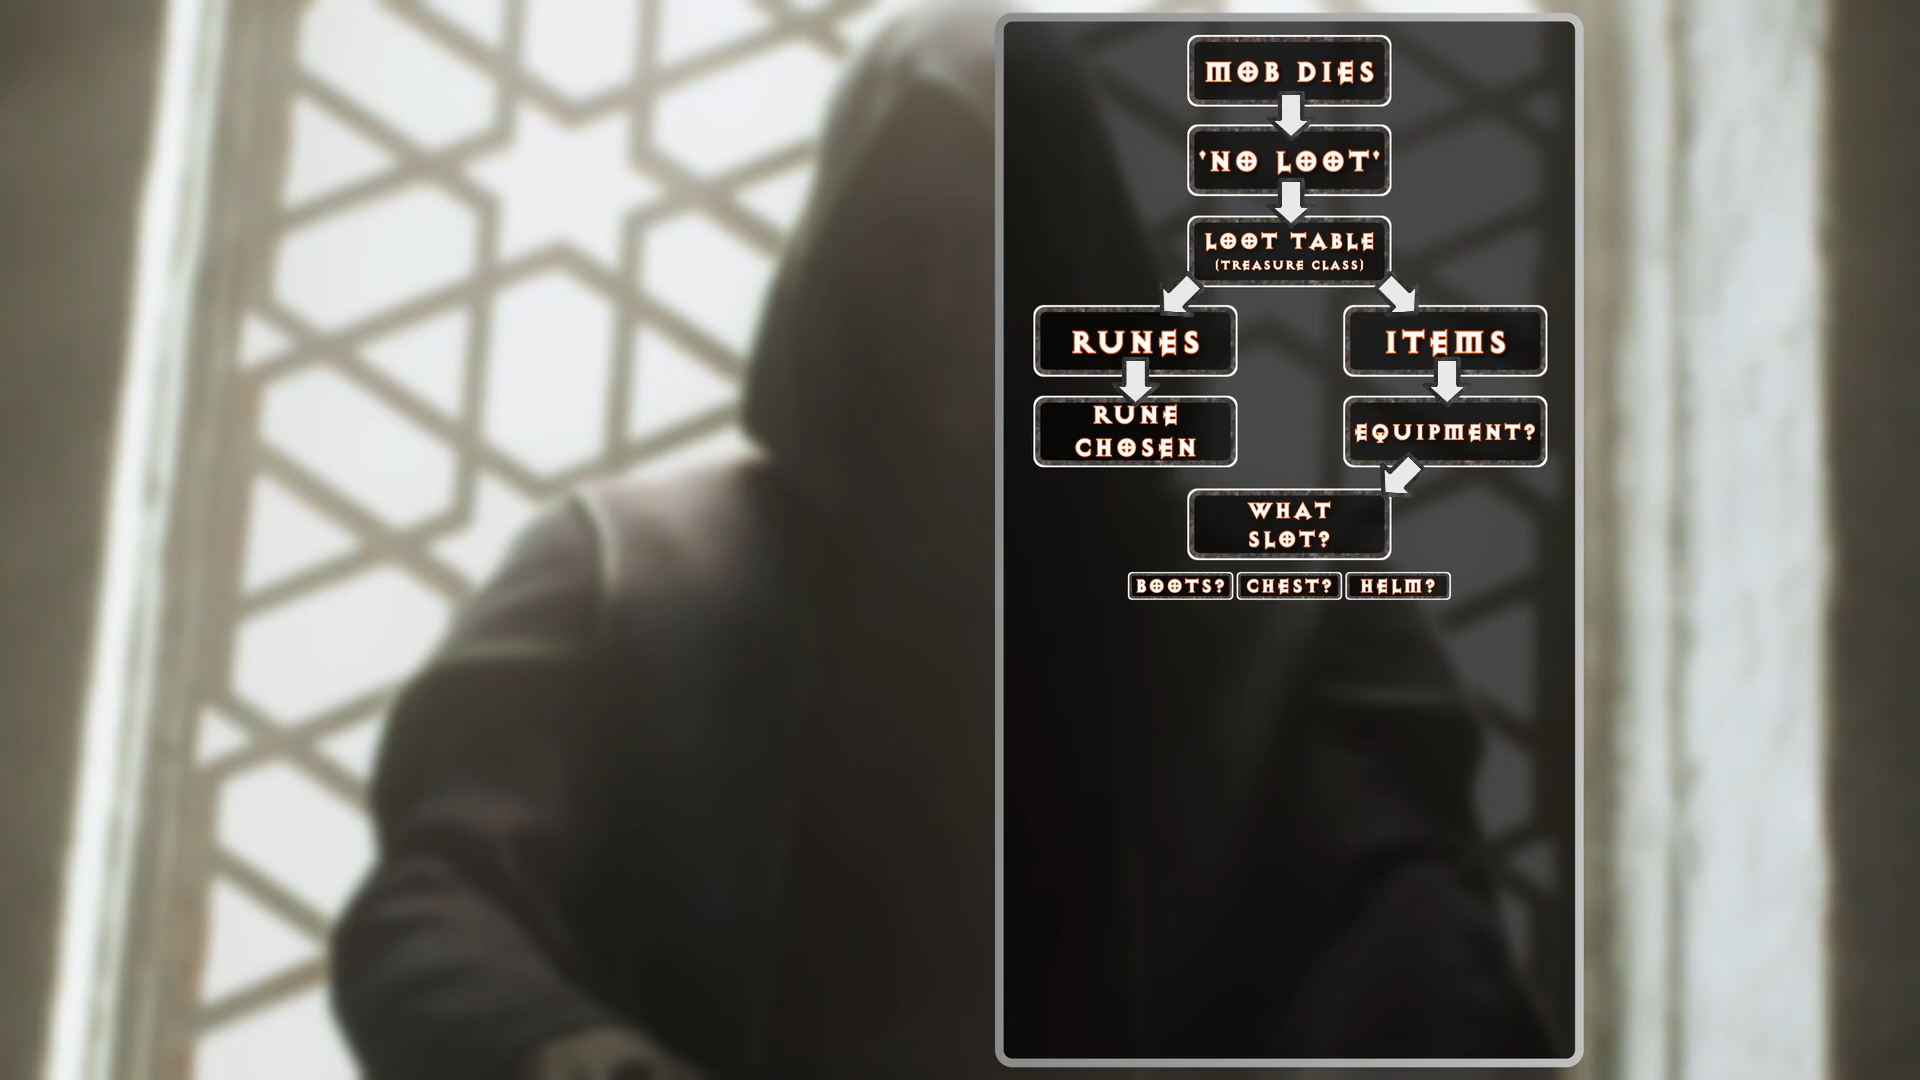 MOB DIES
'NO LOOT'
LOOT TABLE
(TREASURE CLASS)
RUNES
ITEMS
RUNE
CHOSEN
EQUIPMENT?
WHAT
SLOT?
BOOTS? CHEST? HELM?